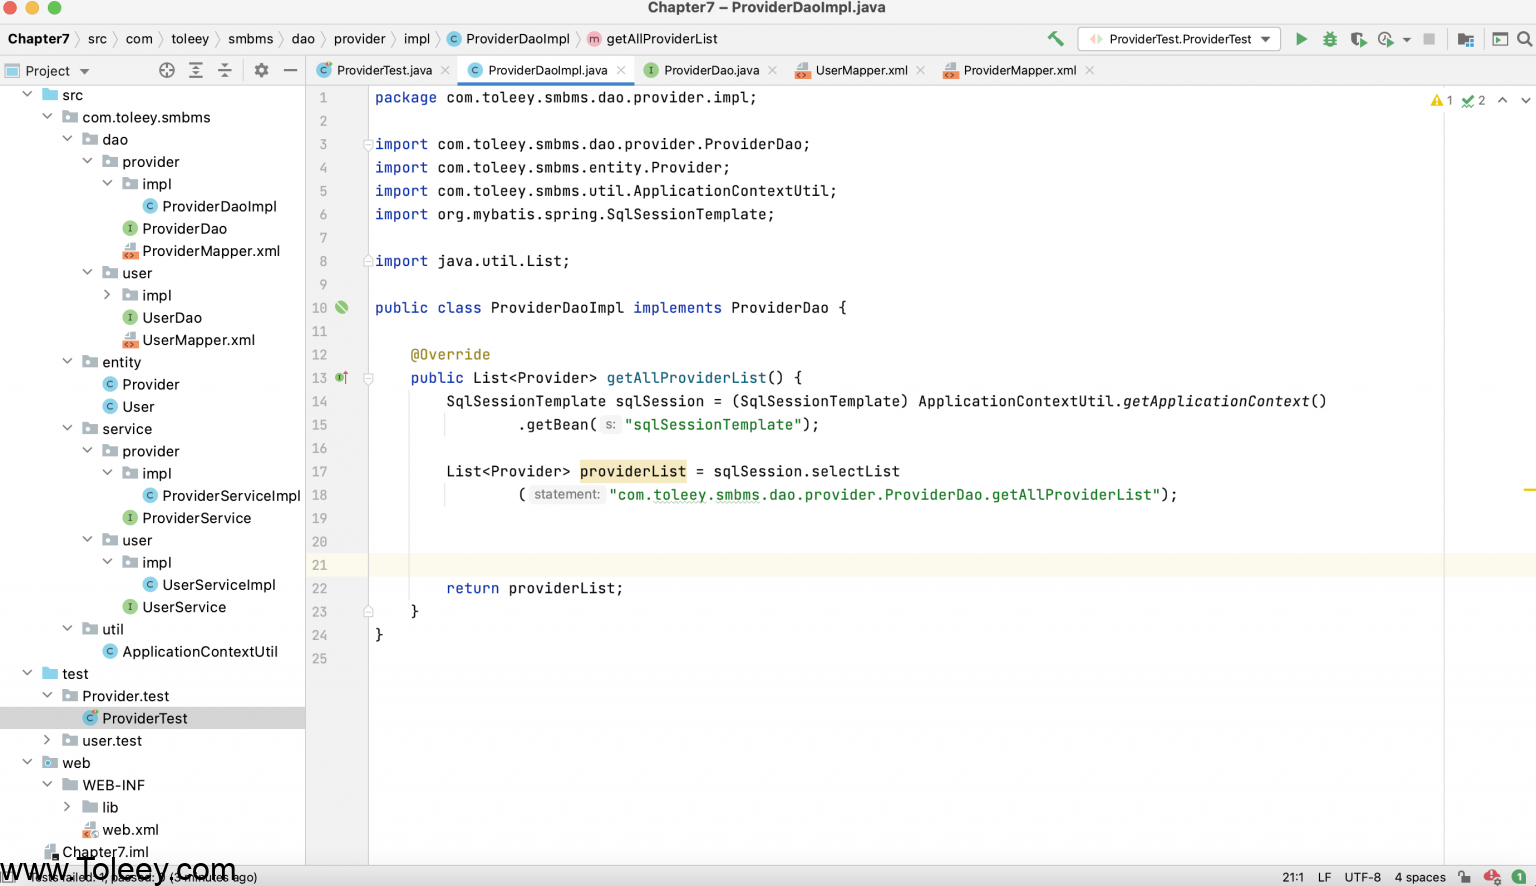 Chapter7 – ProviderDaoImpl.java
Chapter7 src com toleey smbms dao provider impl ProviderDaoImpl getAllProviderList ProviderTest.ProviderTest
Project ProviderTest.java ProviderDaoImpl.java ProviderDao.java UserMapper.xml ProviderMapper.xml
src
com.toleey.smbms
dao
provider
impl
ProviderDaoImpl
ProviderDao
ProviderMapper.xml
user
impl
UserDao
UserMapper.xml
entity
Provider
User
service
provider
impl
ProviderServiceImpl
ProviderService
user
impl
UserServiceImpl
UserService
util
ApplicationContextUtil
test
Provider.test
ProviderTest
user.test
web
WEB-INF
lib
web.xml
Chapter7.iml
1 package com.toleey.smbms.dao.provider.impl;
2
3 import com.toleey.smbms.dao.provider.ProviderDao;
4 import com.toleey.smbms.entity.Provider;
5 import com.toleey.smbms.util.ApplicationContextUtil;
6 import org.mybatis.spring.SqlSessionTemplate;
7
8 import java.util.List;
9
10 public class ProviderDaoImpl implements ProviderDao {
11
12 @Override
13 public List<Provider> getAllProviderList() {
14 SqlSessionTemplate sqlSession = (SqlSessionTemplate) ApplicationContextUtil.getApplicationContext()
15 .getBean( s: "sqlSessionTemplate");
16
17 List<Provider> providerList = sqlSession.selectList
18 ( statement: "com.toleey.smbms.dao.provider.ProviderDao.getAllProviderList");
19
20
21
22 return providerList;
23 }
24 }
25
1 2
www.Toleey.com
Tests failed: 1, passed: 0 (3 minutes ago)
21:1 LF UTF-8 4 spaces 1